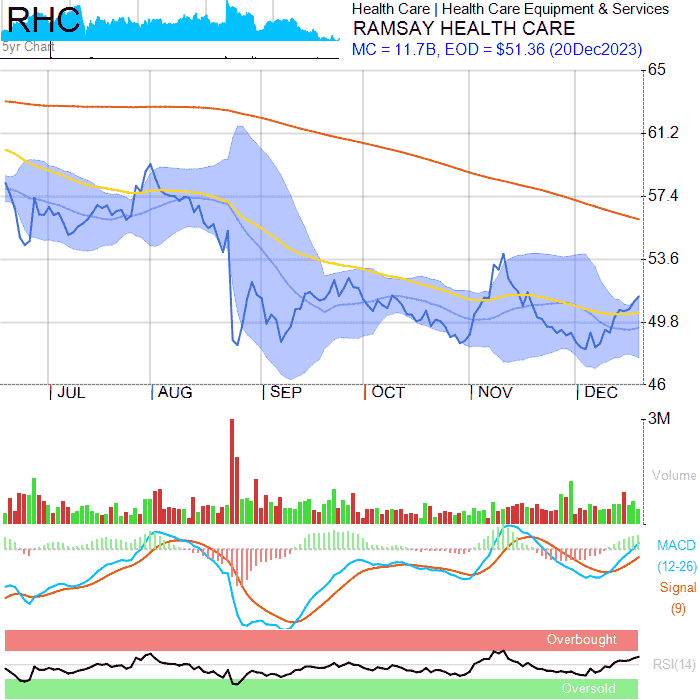 RHC
5yr Chart
Health Care | Health Care Equipment & Services
RAMSAY HEALTH CARE
MC = 11.7B, EOD = $51.36 (20Dec2023)
65
61.2
57.4
53.6
49.8
46
JUL AUG SEP OCT NOV DEC
3M
Volume
MACD
(12-26)
Signal
(9)
Overbought
RSI(14)
Oversold